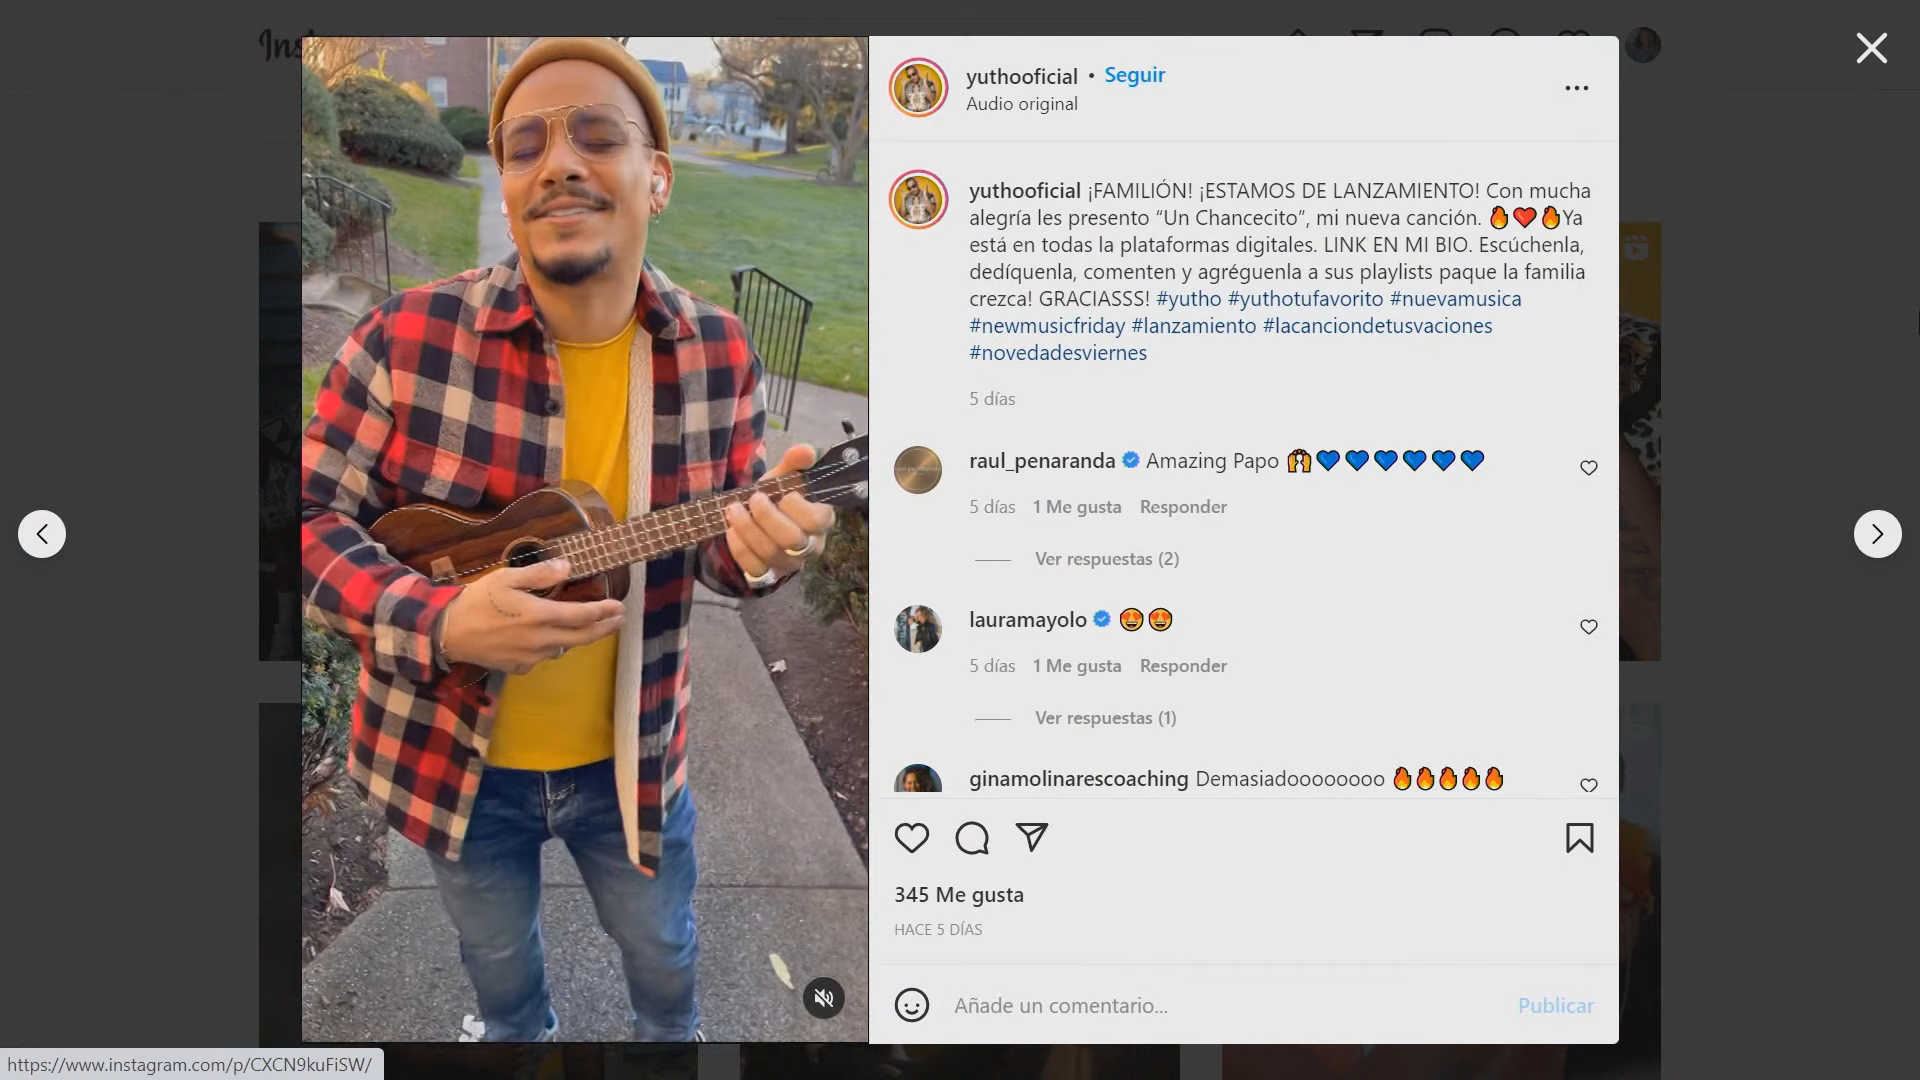 Ins
yuthooficial • Seguir
Audio original
yuthooficial ¡FAMILIÓN! ¡ESTAMOS DE LANZAMIENTO! Con mucha
alegría les presento “Un Chancecito”, mi nueva canción. 🔥❤️🔥Ya
está en todas la plataformas digitales. LINK EN MI BIO. Escúchenla,
dedíquenla, comenten y agréguenla a sus playlists paque la familia
crezca! GRACIASSS! #yutho #yuthotufavorito #nuevamusica
#newmusicfriday #lanzamiento #lacanciondetusvaciones
#novedadesviernes
5 días
raul_penaranda Amazing Papo 🙌💙💙💙💙💙💙
5 días 1 Me gusta Responder
Ver respuestas (2)
lauramayolo 😍😍
5 días 1 Me gusta Responder
Ver respuestas (1)
ginamolinarescoaching Demasiadoooooooo 🔥🔥🔥🔥🔥
345 Me gusta
HACE 5 DÍAS
Añade un comentario... Publicar
https://www.instagram.com/p/CXCN9kuFiSW/